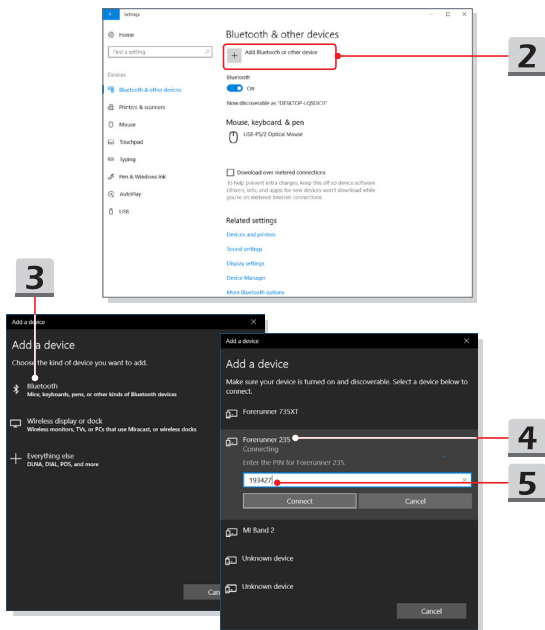 Settings
Home
Find a setting
Devices
Bluetooth & other devices
Printers & scanners
Mouse
Touchpad
Typing
Pen & Windows Ink
AutoPlay
USB
Bluetooth & other devices
Add Bluetooth or other device
Bluetooth
On
Now discoverable as "DESKTOP-LQSDICH"
Mouse, keyboard, & pen
USB-PS/2 Optical Mouse
Download over metered connections
To help prevent extra charges, keep this off so device software
(drivers, info, and apps) for new devices won't download while
you're on metered Internet connections.
Related settings
Devices and printers
Sound settings
Display settings
Device Manager
More Bluetooth options
2
3
Add a device
Add a device
Choose the kind of device you want to add.
Bluetooth
Mice, keyboards, pens, or other kinds of Bluetooth devices
Wireless display or dock
Wireless monitors, TVs, or PCs that use Miracast, or wireless docks
Everything else
DLNA, DIAL, POS, and more
Can
Add a device
Add a device
Make sure your device is turned on and discoverable. Select a device below to
connect.
Forerunner 735XT
Forerunner 235
Connecting
Enter the PIN for Forerunner 235.
193427
Connect
Cancel
MI Band 2
Unknown device
Unknown device
Cancel
4
5